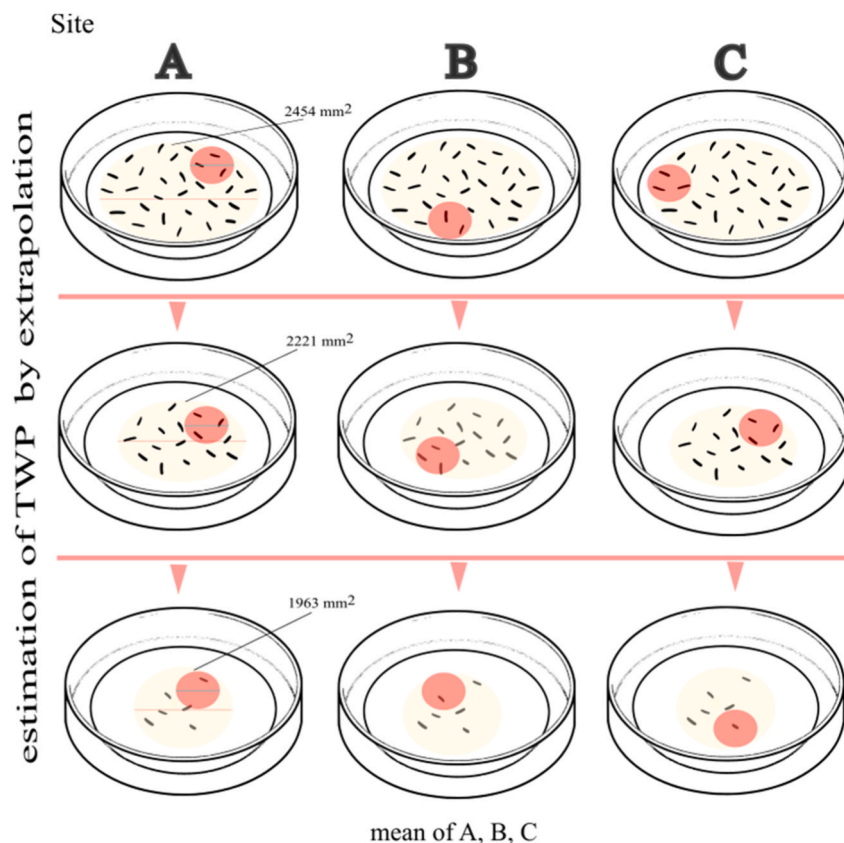 Site
A
B
C
2454 mm²
estimation of TWP by extrapolation
2221 mm²
1963 mm²
mean of A, B, C